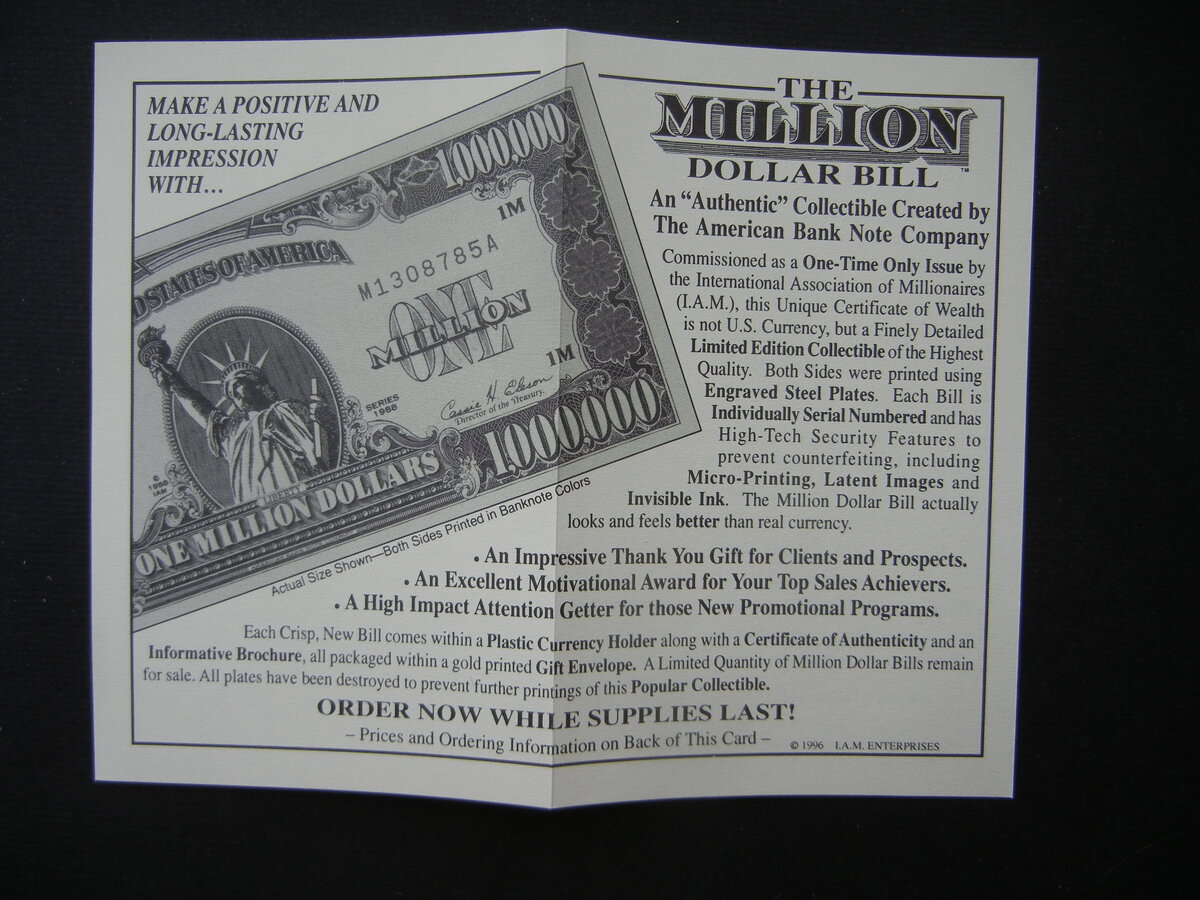 MAKE A POSITIVE AND
LONG-LASTING
IMPRESSION
WITH...
1,000,000
1M
DSTATES OF AMERICA
M1308785A
ONE
MILLION
1M
SERIES
1988
Director of the Treasury.
1,000,000
©
1988
IAM
LIBERTY
ONE MILLION DOLLARS
Actual Size Shown—Both Sides Printed in Banknote Colors
THE
MILLION
DOLLAR BILL™
An “Authentic” Collectible Created by
The American Bank Note Company
Commissioned as a One-Time Only Issue by
the International Association of Millionaires
(I.A.M.), this Unique Certificate of Wealth
is not U.S. Currency, but a Finely Detailed
Limited Edition Collectible of the Highest
Quality. Both Sides were printed using
Engraved Steel Plates. Each Bill is
Individually Serial Numbered and has
High-Tech Security Features to
prevent counterfeiting, including
Micro-Printing, Latent Images and
Invisible Ink. The Million Dollar Bill actually
looks and feels better than real currency.
• An Impressive Thank You Gift for Clients and Prospects.
• An Excellent Motivational Award for Your Top Sales Achievers.
• A High Impact Attention Getter for those New Promotional Programs.
Each Crisp, New Bill comes within a Plastic Currency Holder along with a Certificate of Authenticity and an
Informative Brochure, all packaged within a gold printed Gift Envelope. A Limited Quantity of Million Dollar Bills remain
for sale. All plates have been destroyed to prevent further printings of this Popular Collectible.
ORDER NOW WHILE SUPPLIES LAST!
– Prices and Ordering Information on Back of This Card –
© 1996 I.A.M. ENTERPRISES